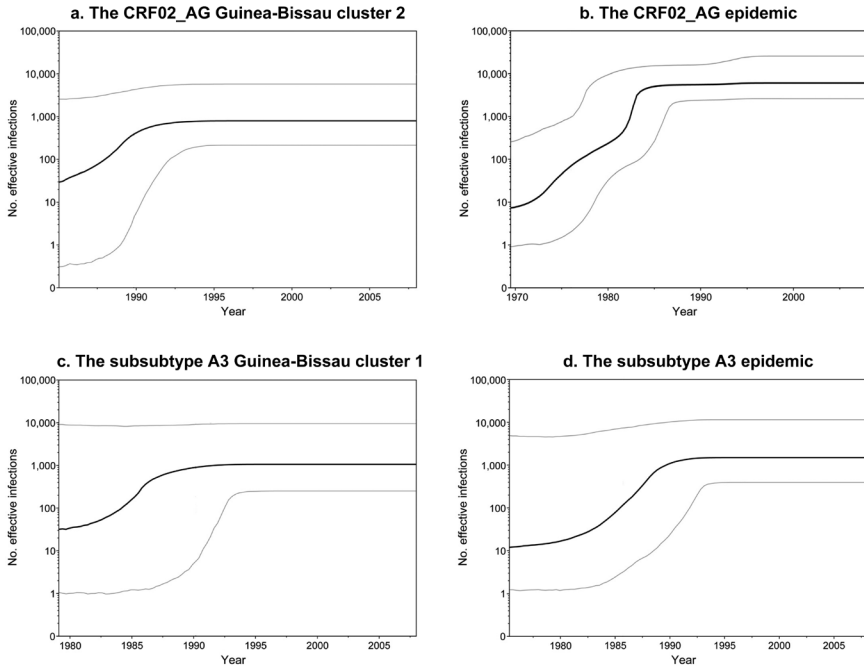 a. The CRF02_AG Guinea-Bissau cluster 2
100,000
10,000
1,000
100
10
1
0
No. effective infections
1990 1995 2000 2005
Year
b. The CRF02_AG epidemic
100,000
10,000
1,000
100
10
1
0
No. effective infections
1970 1980 1990 2000
Year
c. The subsubtype A3 Guinea-Bissau cluster 1
100,000
10,000
1,000
100
10
1
0
No. effective infections
1980 1985 1990 1995 2000 2005
Year
d. The subsubtype A3 epidemic
100,000
10,000
1,000
100
10
1
0
No. effective infections
1980 1985 1990 1995 2000 2005
Year